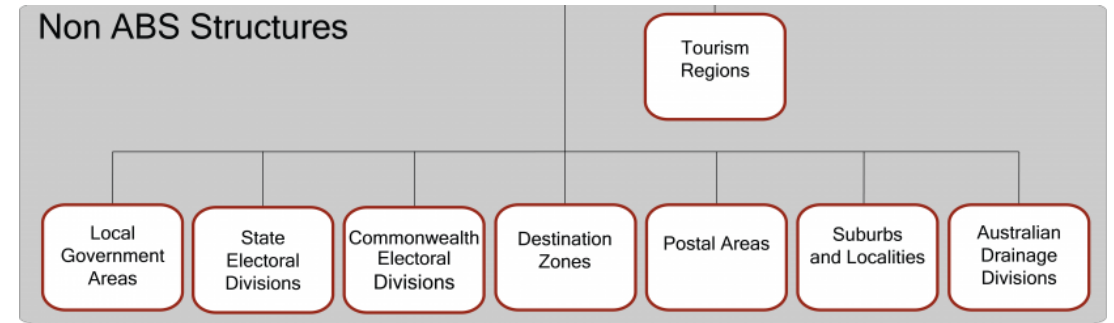 Non ABS Structures
Tourism
Regions
Local
Government
Areas
State
Electoral
Divisions
Commonwealth
Electoral
Divisions
Destination
Zones
Postal Areas
Suburbs
and Localities
Australian
Drainage
Divisions